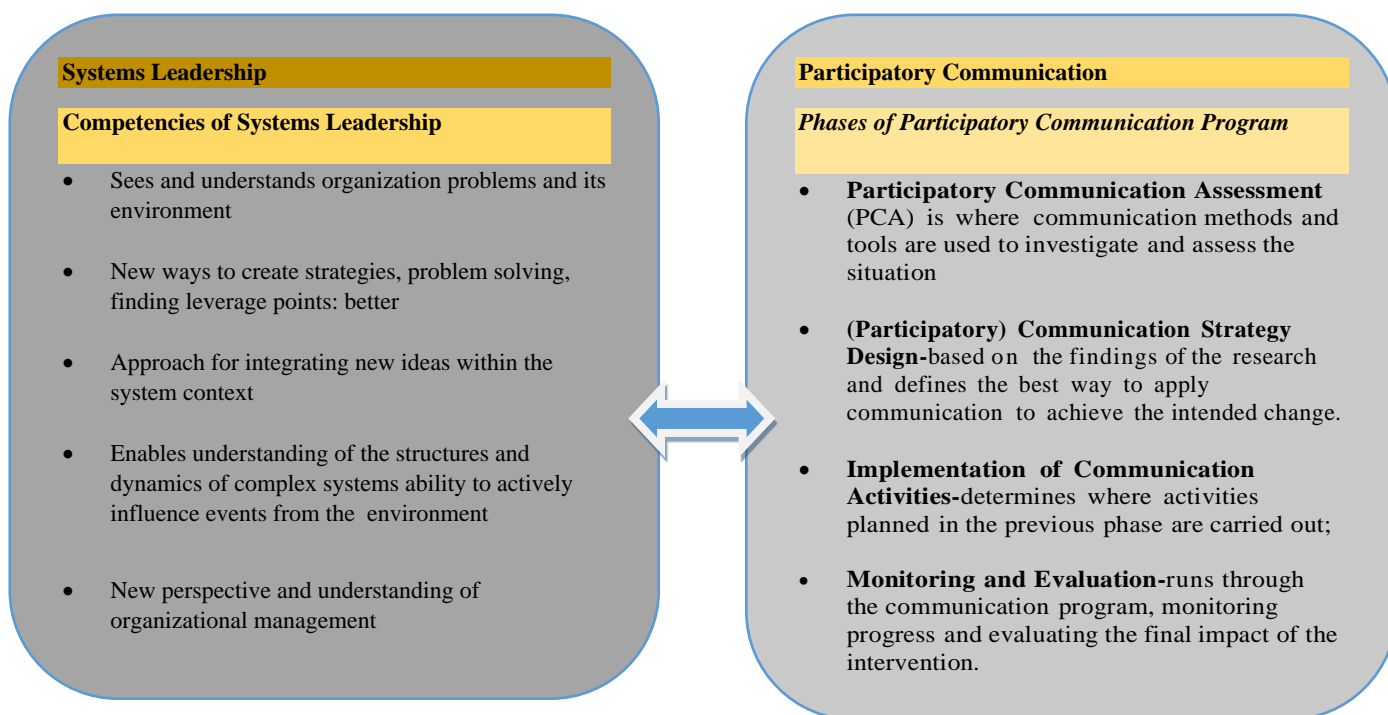 Systems Leadership
Competencies of Systems Leadership
• Sees and understands organization problems and its
environment
• New ways to create strategies, problem solving,
finding leverage points: better
• Approach for integrating new ideas within the
system context
• Enables understanding of the structures and
dynamics of complex systems ability to actively
influence events from the environment
• New perspective and understanding of
organizational management
Participatory Communication
Phases of Participatory Communication Program
• Participatory Communication Assessment
(PCA) is where communication methods and
tools are used to investigate and assess the
situation
• (Participatory) Communication Strategy
Design-based on the findings of the research
and defines the best way to apply
communication to achieve the intended change.
• Implementation of Communication
Activities-determines where activities
planned in the previous phase are carried out;
• Monitoring and Evaluation-runs through
the communication program, monitoring
progress and evaluating the final impact of the
intervention.